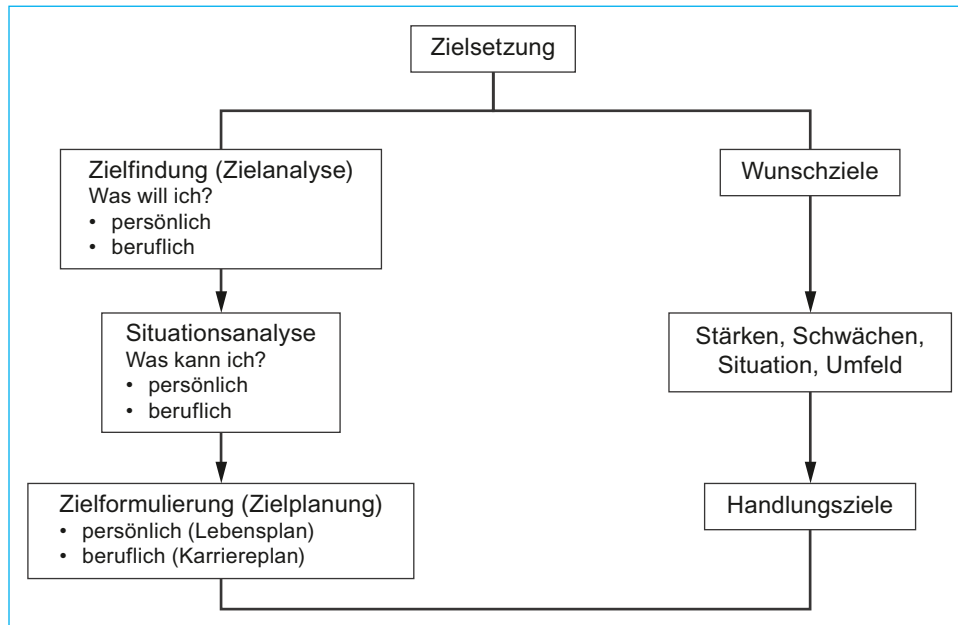 Zielsetzung
Zielfindung (Zielanalyse)
Was will ich?
• persönlich
• beruflich
Wunschziele
Situationsanalyse
Was kann ich?
• persönlich
• beruflich
Stärken, Schwächen,
Situation, Umfeld
Zielformulierung (Zielplanung)
• persönlich (Lebensplan)
• beruflich (Karriereplan)
Handlungsziele